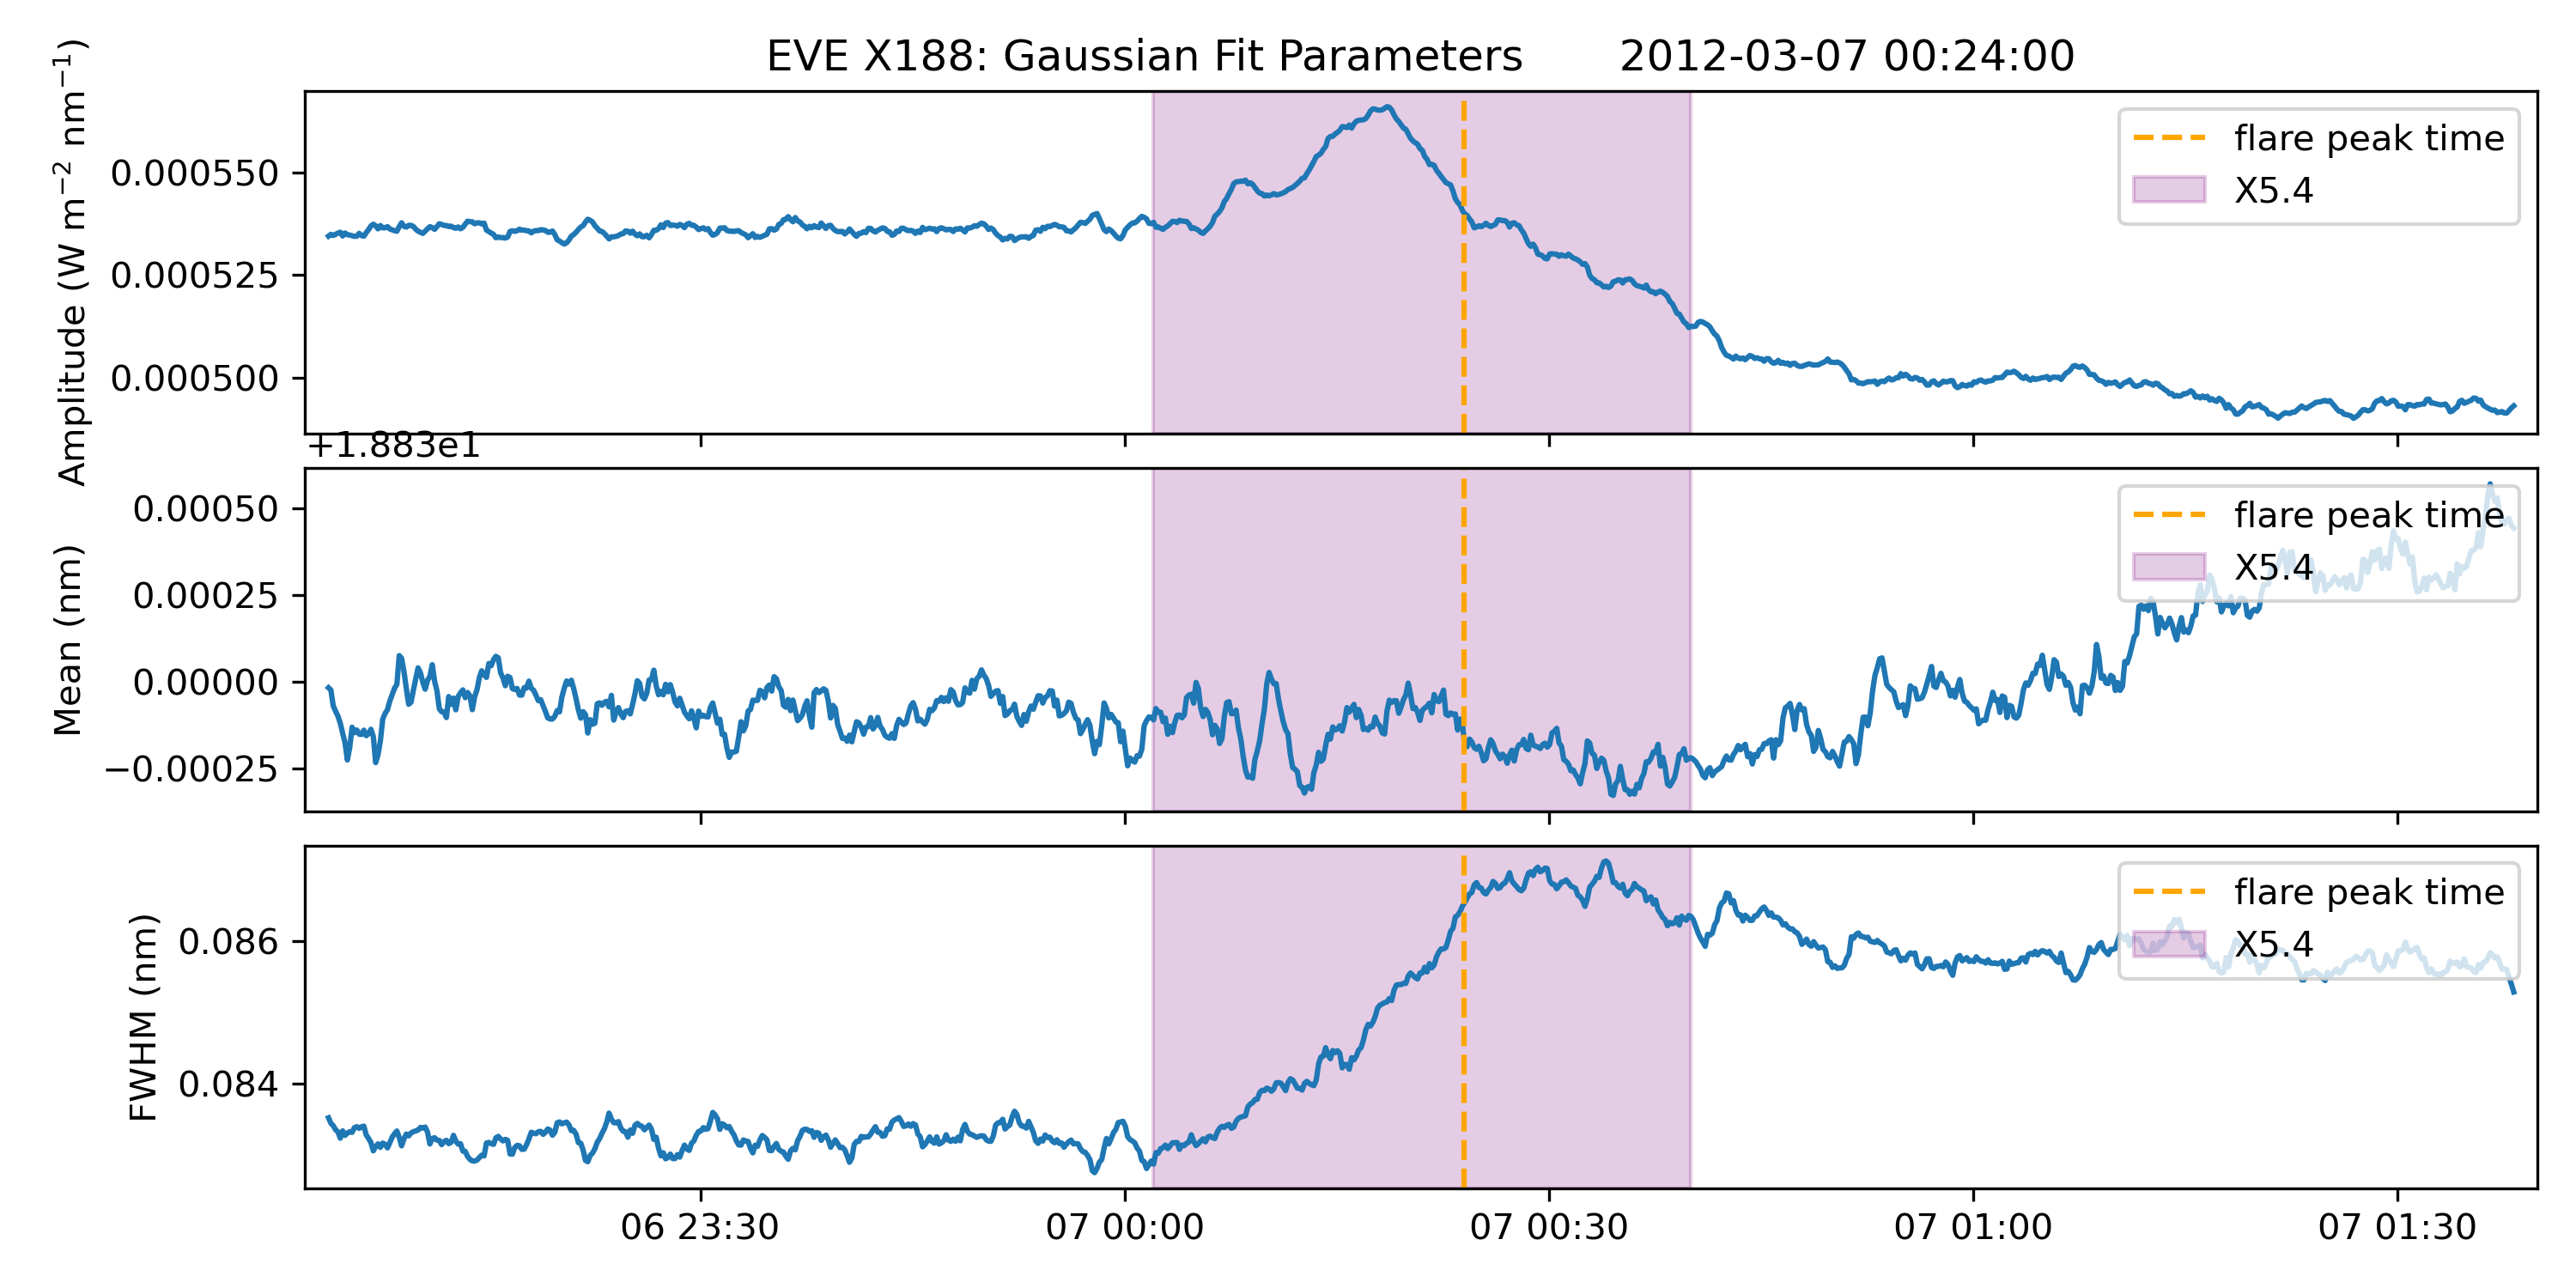 EVE X188: Gaussian Fit Parameters 2012-03-07 00:24:00
Amplitude (W m⁻² nm⁻¹)
0.000550
0.000525
0.000500
flare peak time
X5.4
+1.883e1
Mean (nm)
0.00050
0.00025
0.00000
−0.00025
flare peak time
X5.4
FWHM (nm)
0.086
0.084
flare peak time
X5.4
06 23:30
07 00:00
07 00:30
07 01:00
07 01:30